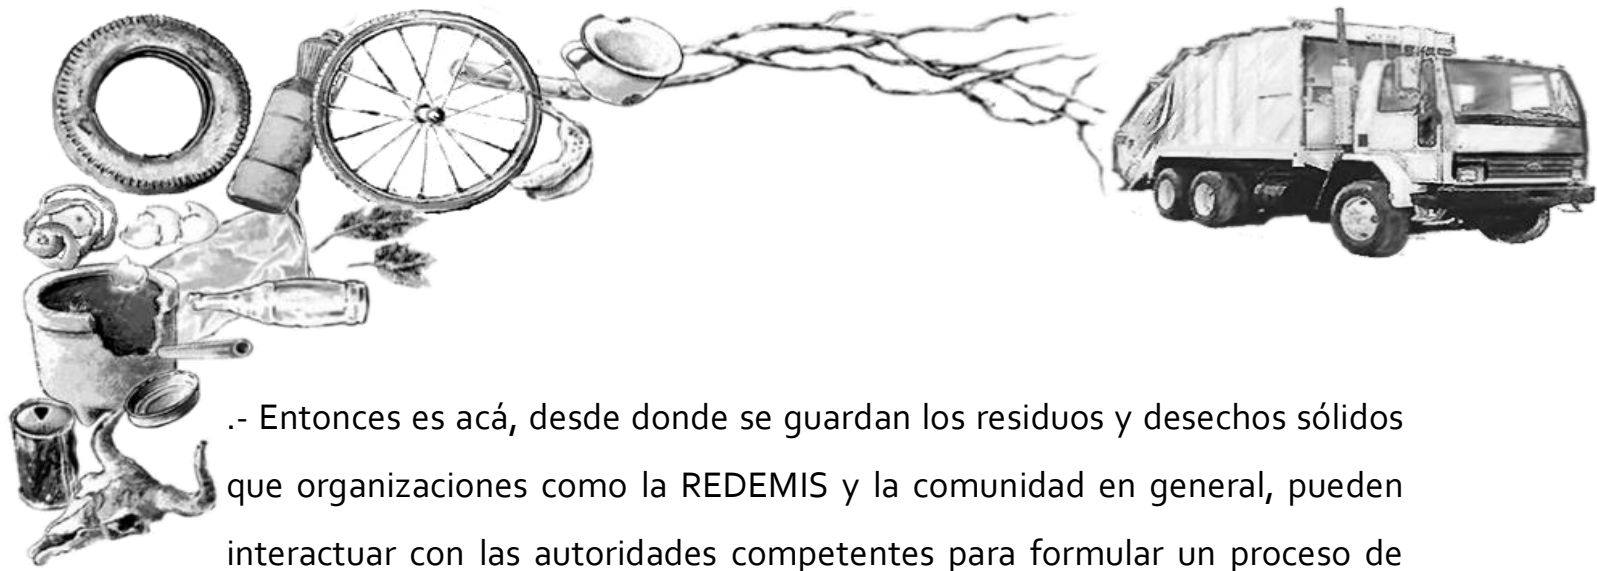 .- Entonces es acá, desde donde se guardan los residuos y desechos sólidos
que organizaciones como la REDEMIS y la comunidad en general, pueden
interactuar con las autoridades competentes para formular un proceso de